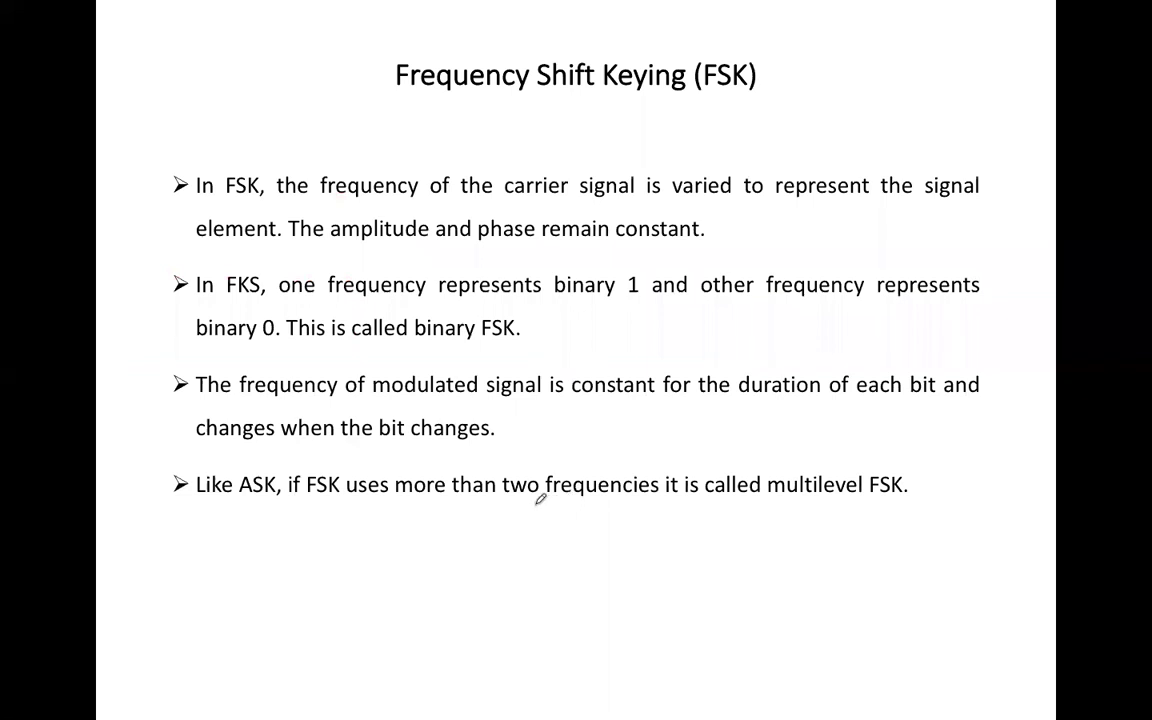 Frequency Shift Keying (FSK)
➢ In FSK, the frequency of the carrier signal is varied to represent the signal
element. The amplitude and phase remain constant.
➢ In FKS, one frequency represents binary 1 and other frequency represents
binary 0. This is called binary FSK.
➢ The frequency of modulated signal is constant for the duration of each bit and
changes when the bit changes.
➢ Like ASK, if FSK uses more than two frequencies it is called multilevel FSK.